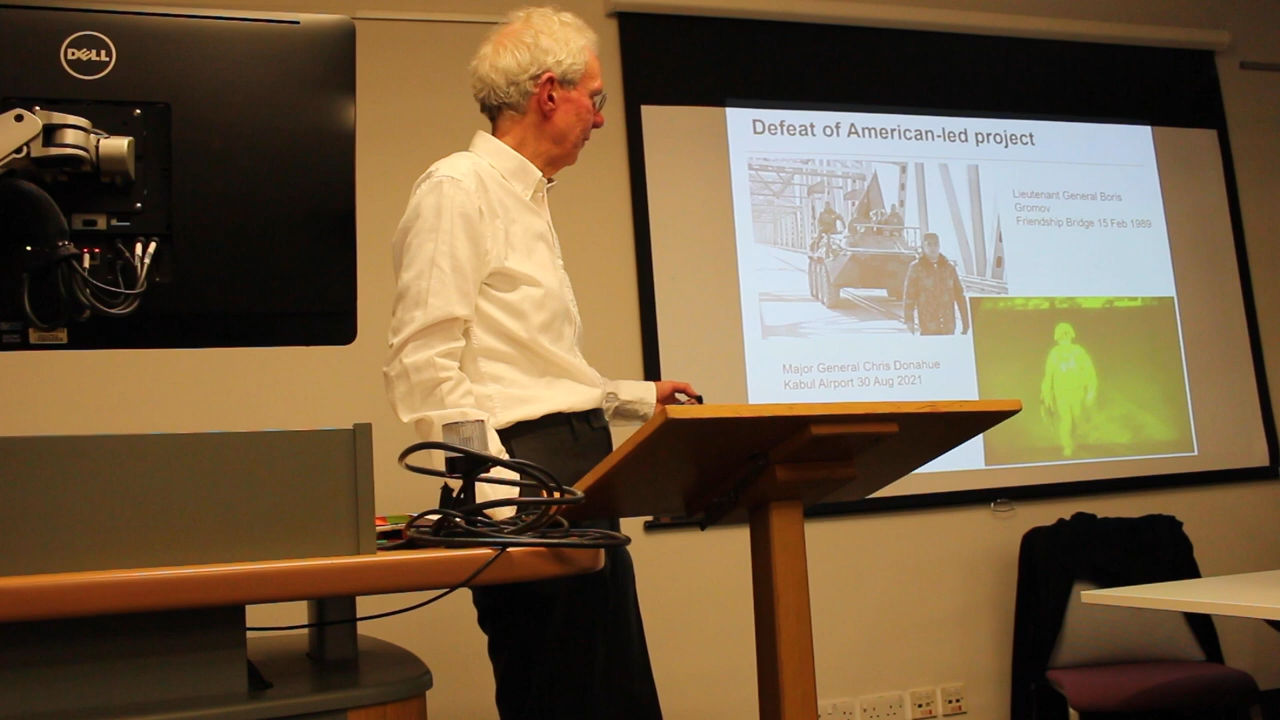 DELL
Defeat of American-led project
Lieutenant General Boris
Gromov
Friendship Bridge 15 Feb 1989
Major General Chris Donahue
Kabul Airport 30 Aug 2021